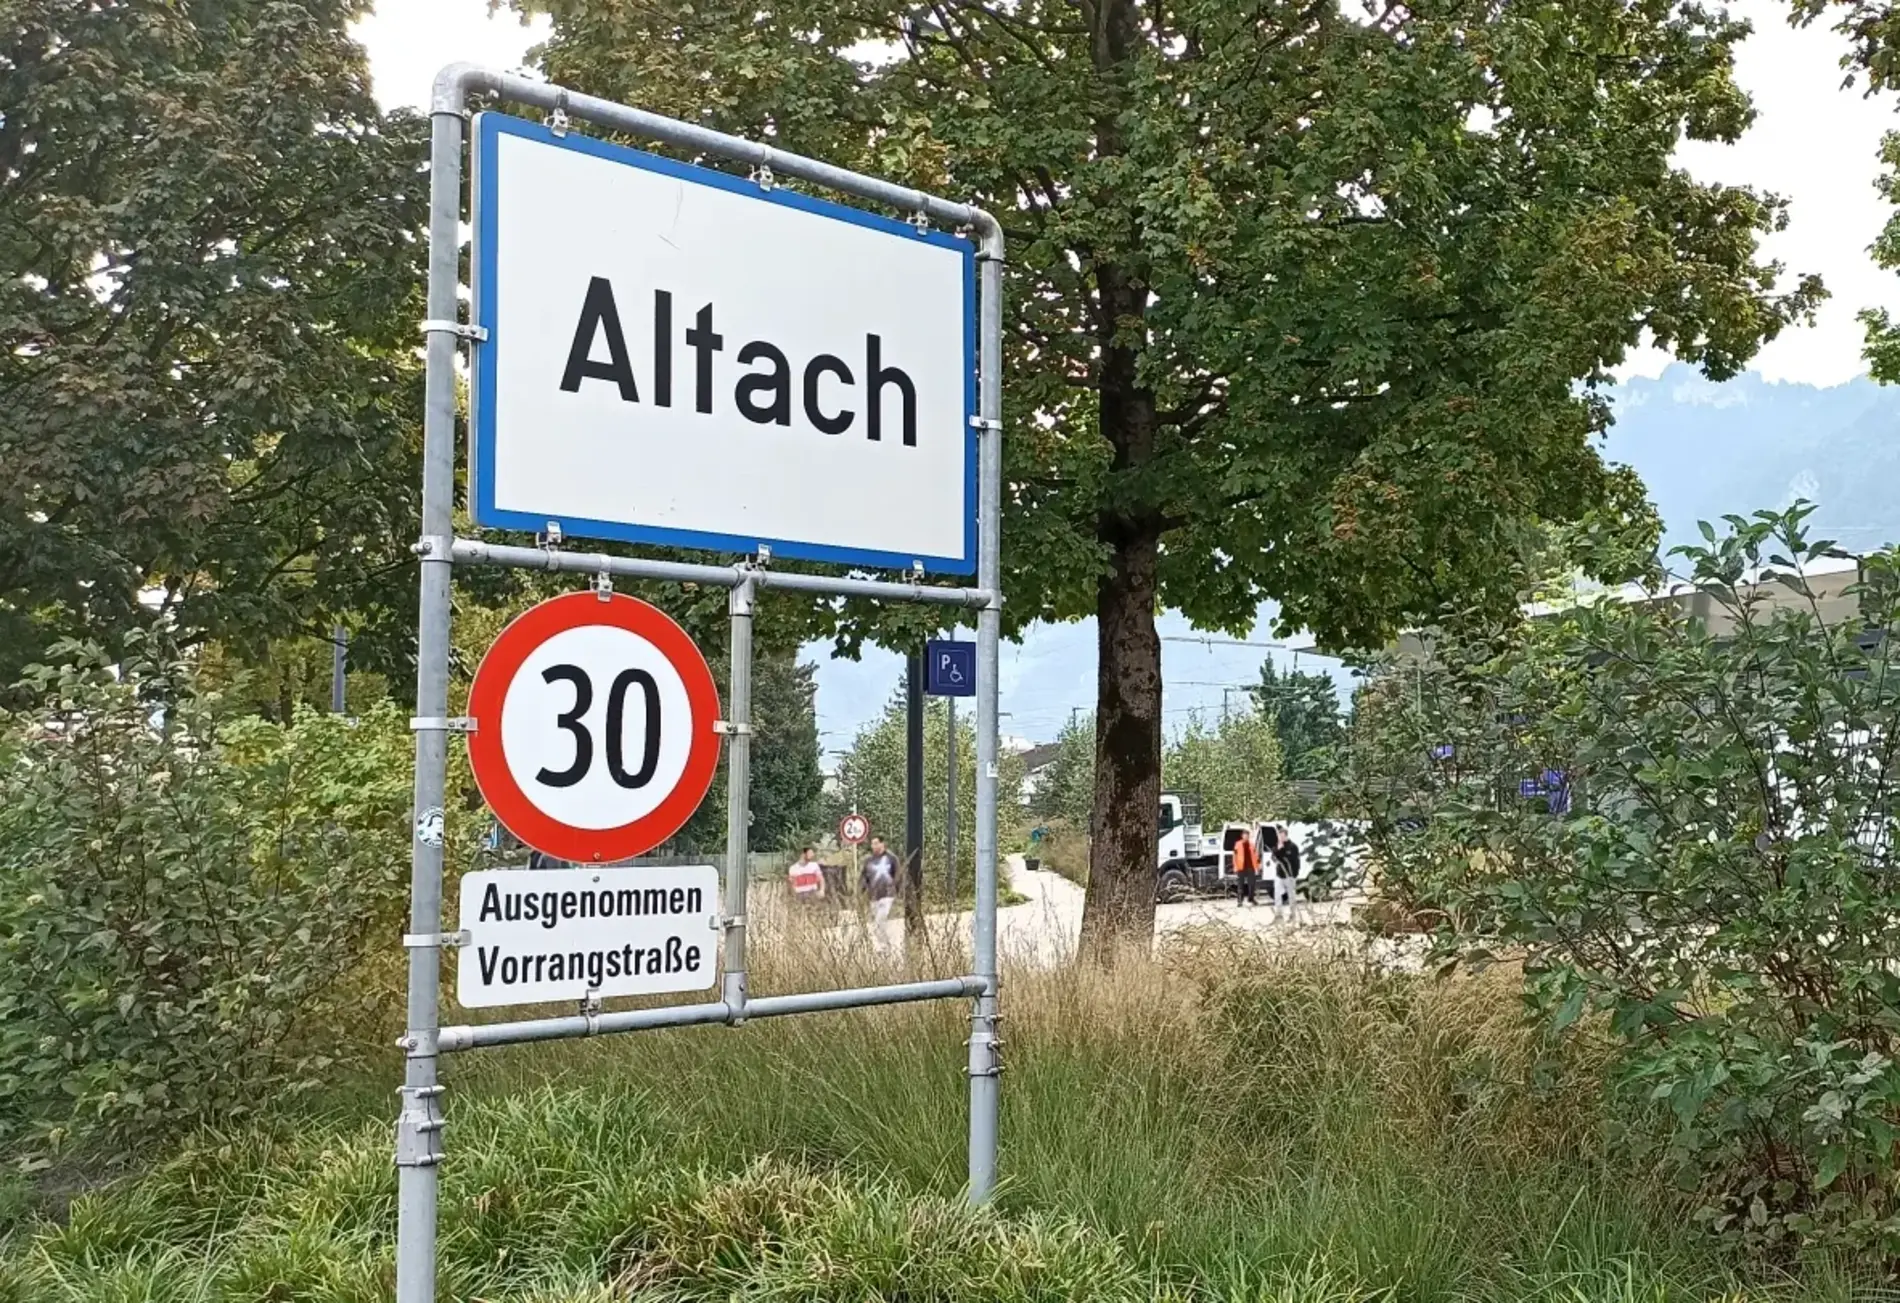 Altach
30
Ausgenommen
Vorrangstraße
P